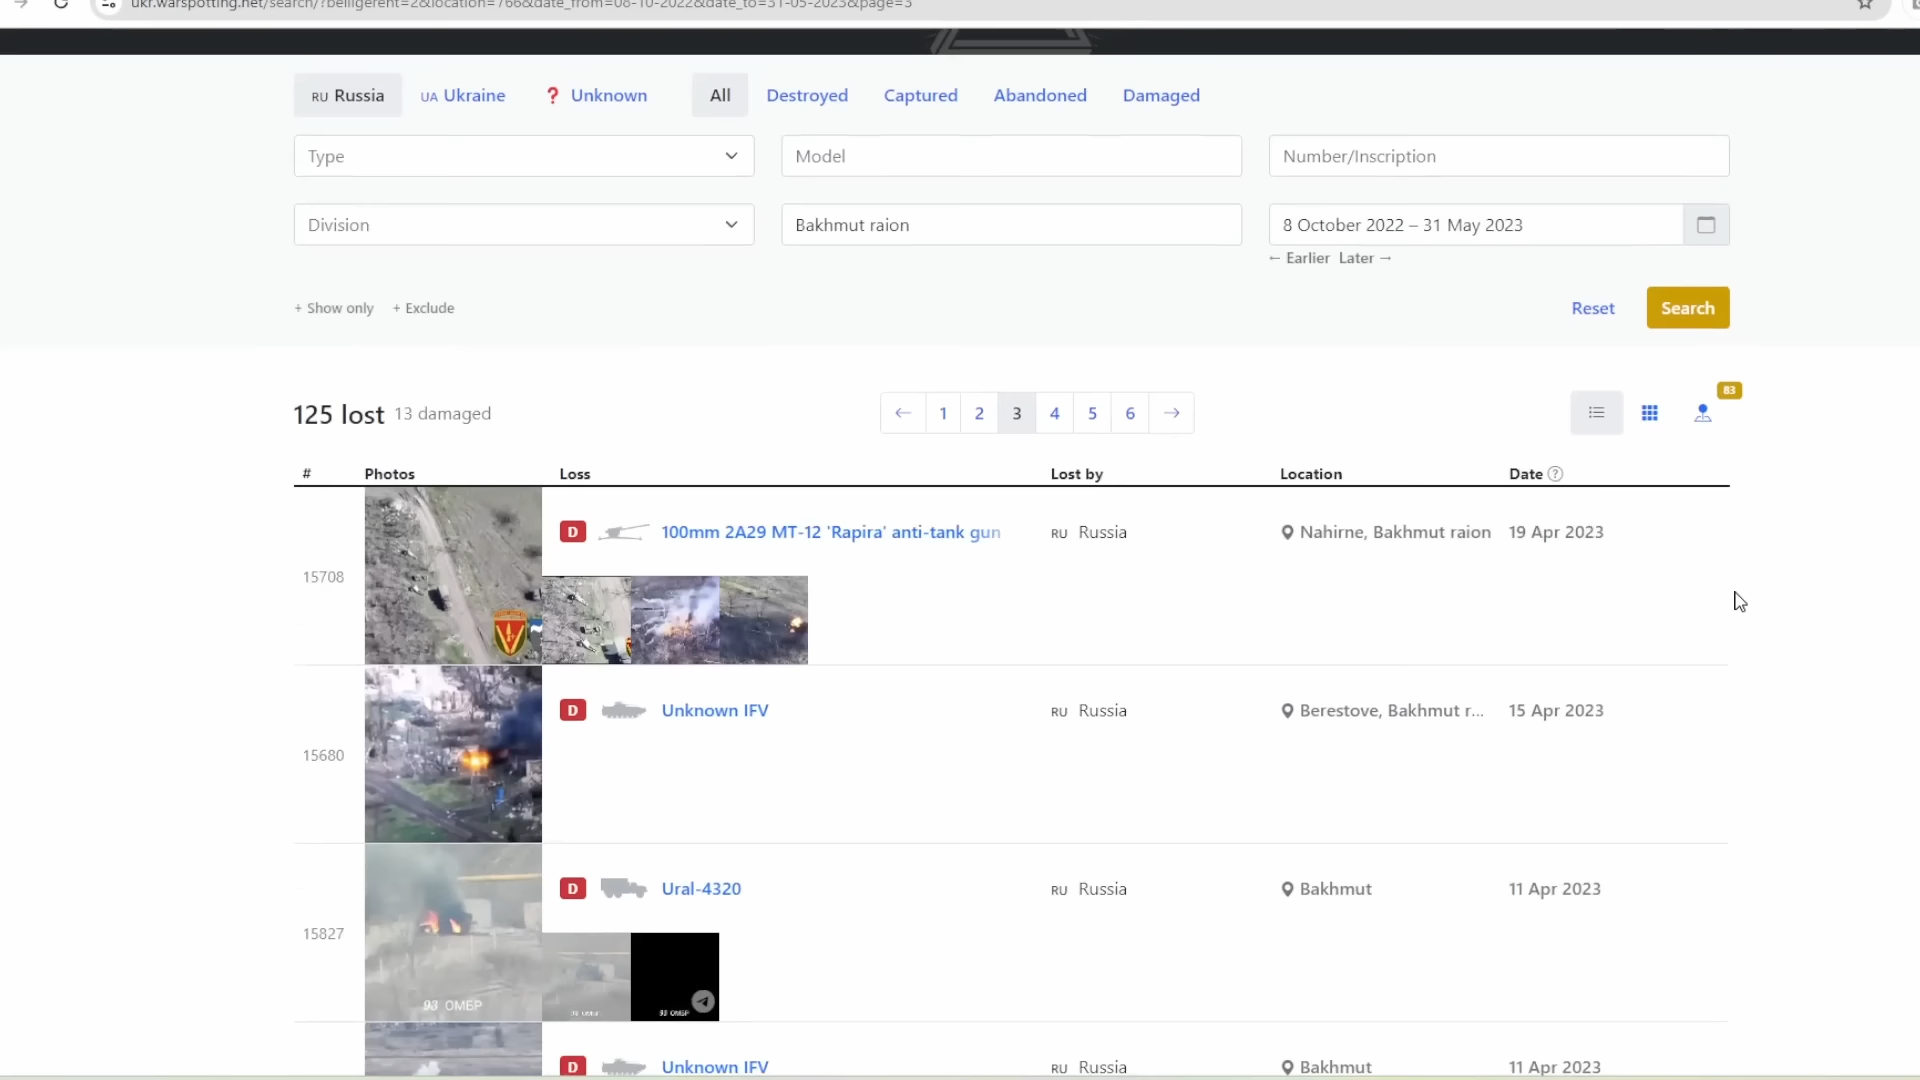 ukr.warspotting.net/search/?belligerent=2&location=766&date_from=08-10-2022&date_to=31-05-2023&page=3
RU Russia UA Ukraine ❓ Unknown All Destroyed Captured Abandoned Damaged
Type Model Number/Inscription
Division Bakhmut raion 8 October 2022 – 31 May 2023
← Earlier Later →
+ Show only + Exclude Reset Search
83
125 lost 13 damaged ← 1 2 3 4 5 6 →
# Photos Loss Lost by Location Date ?
D 100mm 2A29 MT-12 'Rapira' anti-tank gun RU Russia Nahirne, Bakhmut raion 19 Apr 2023
15708
D Unknown IFV RU Russia Berestove, Bakhmut r... 15 Apr 2023
15680
D Ural-4320 RU Russia Bakhmut 11 Apr 2023
15827
93 ОМБР 93 ОМБР 93 ОМБР
D Unknown IFV RU Russia Bakhmut 11 Apr 2023